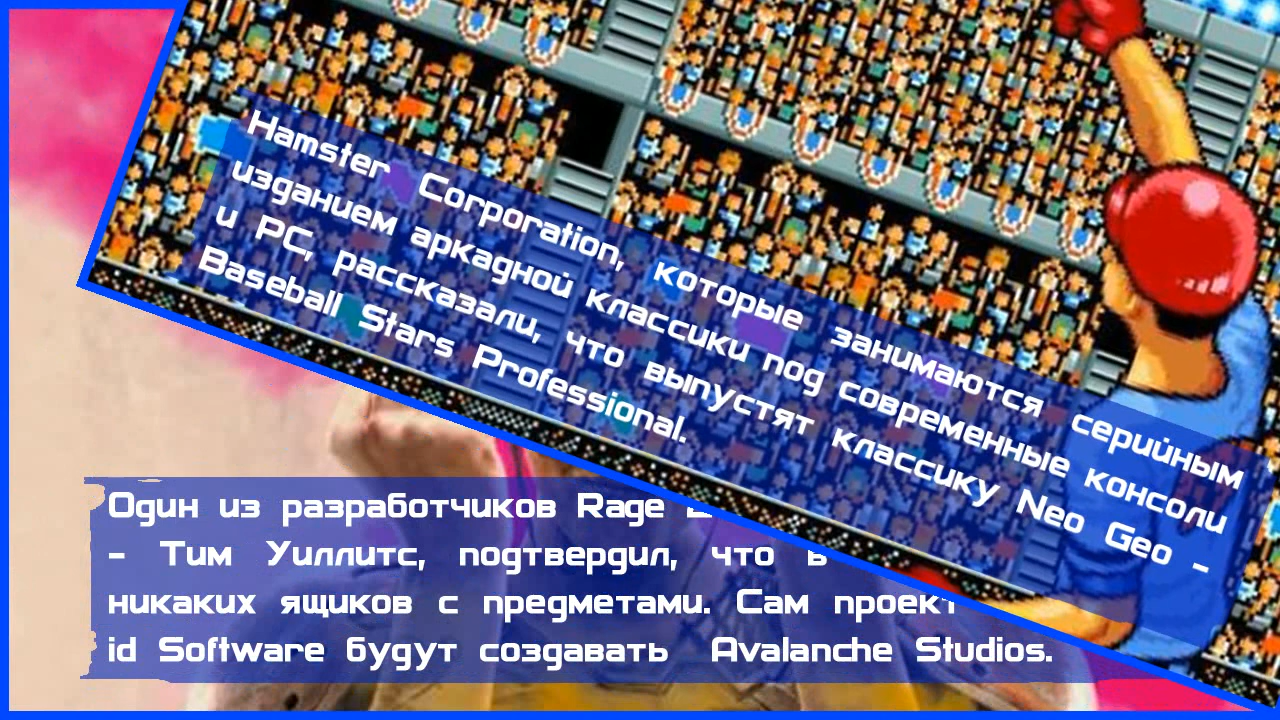 Hamster Corporation, которые занимаются серийным
изданием аркадной классики под современные консоли
и PC, рассказали, что выпустят классику Neo Geo -
Baseball Stars Professional.
Один из разработчиков Rage
- Тим Уиллитс, подтвердил, что в
никаких ящиков с предметами. Сам проект
id Software будут создавать Avalanche Studios.